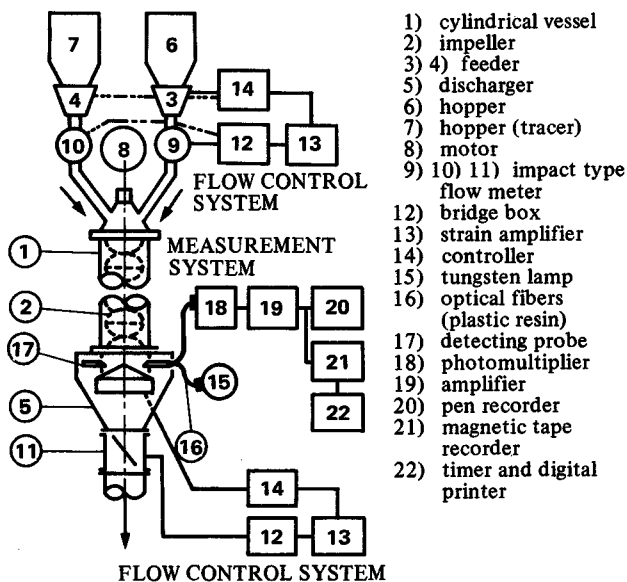 7
6
4
3
14
10
8
9
12
13
FLOW CONTROL
SYSTEM
1
MEASUREMENT
SYSTEM
2
18
19
20
17
15
21
5
16
22
11
14
12
13
FLOW CONTROL SYSTEM
1) cylindrical vessel
2) impeller
3) 4) feeder
5) discharger
6) hopper
7) hopper (tracer)
8) motor
9) 10) 11) impact type
flow meter
12) bridge box
13) strain amplifier
14) controller
15) tungsten lamp
16) optical fibers
(plastic resin)
17) detecting probe
18) photomultiplier
19) amplifier
20) pen recorder
21) magnetic tape
recorder
22) timer and digital
printer